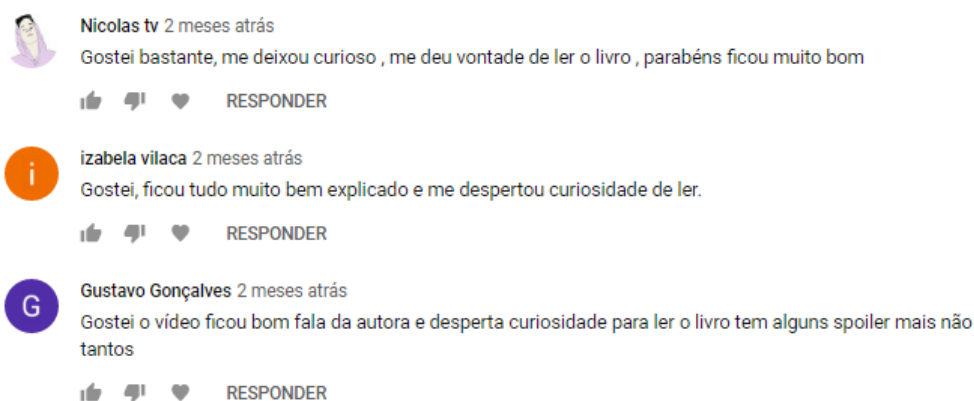 Nicolas tv 2 meses atrás
Gostei bastante, me deixou curioso , me deu vontade de ler o livro , parabéns ficou muito bom
RESPONDER
i
izabela vilaca 2 meses atrás
Gostei, ficou tudo muito bem explicado e me despertou curiosidade de ler.
RESPONDER
G
Gustavo Gonçalves 2 meses atrás
Gostei o vídeo ficou bom fala da autora e desperta curiosidade para ler o livro tem alguns spoiler mais não
tantos
RESPONDER